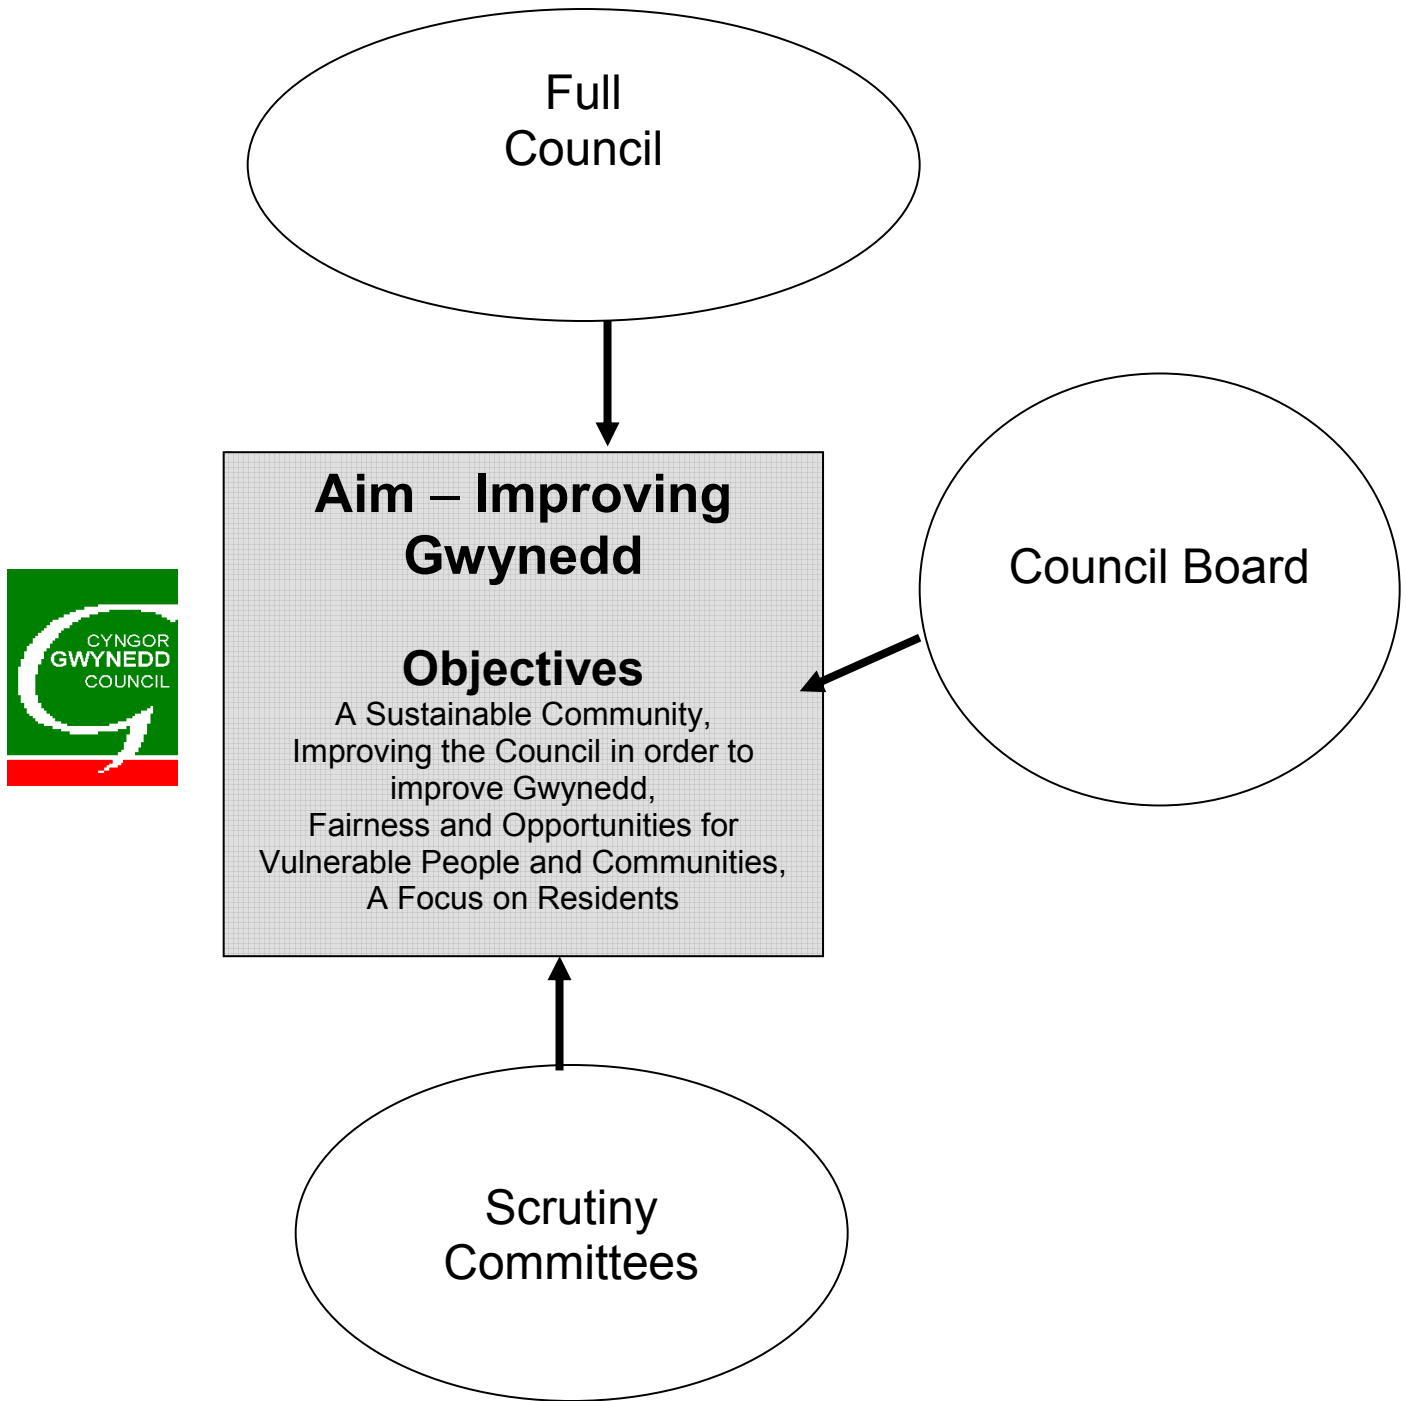 Full
Council
Aim – Improving
Gwynedd
Objectives
A Sustainable Community,
Improving the Council in order to
improve Gwynedd,
Fairness and Opportunities for
Vulnerable People and Communities,
A Focus on Residents
Council Board
CYNGOR
GWYNEDD
COUNCIL
Scrutiny
Committees